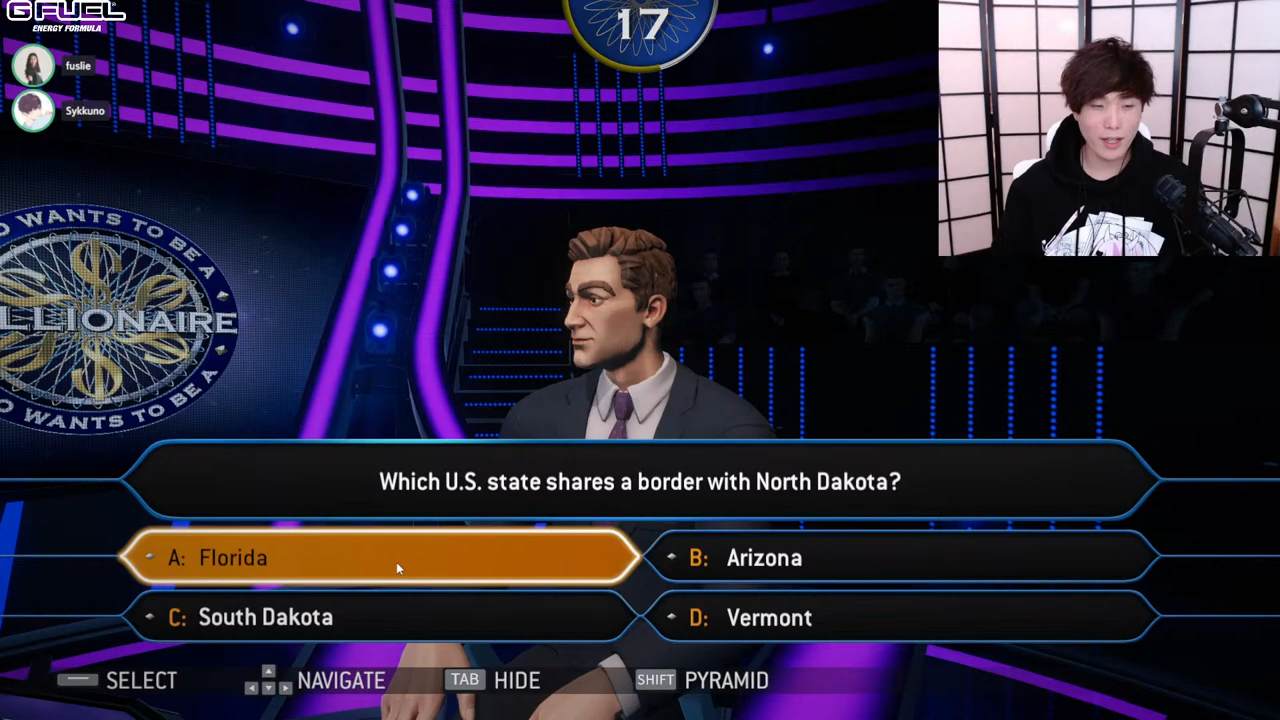 G FUEL
ENERGY FORMULA
17
fuslie
Sykkuno
WANTS TO BE A
LLIONAIRE
O WANTS TO BE A
Which U.S. state shares a border with North Dakota?
A: Florida
B: Arizona
C: South Dakota
D: Vermont
SELECT
NAVIGATE
TAB HIDE
SHIFT PYRAMID